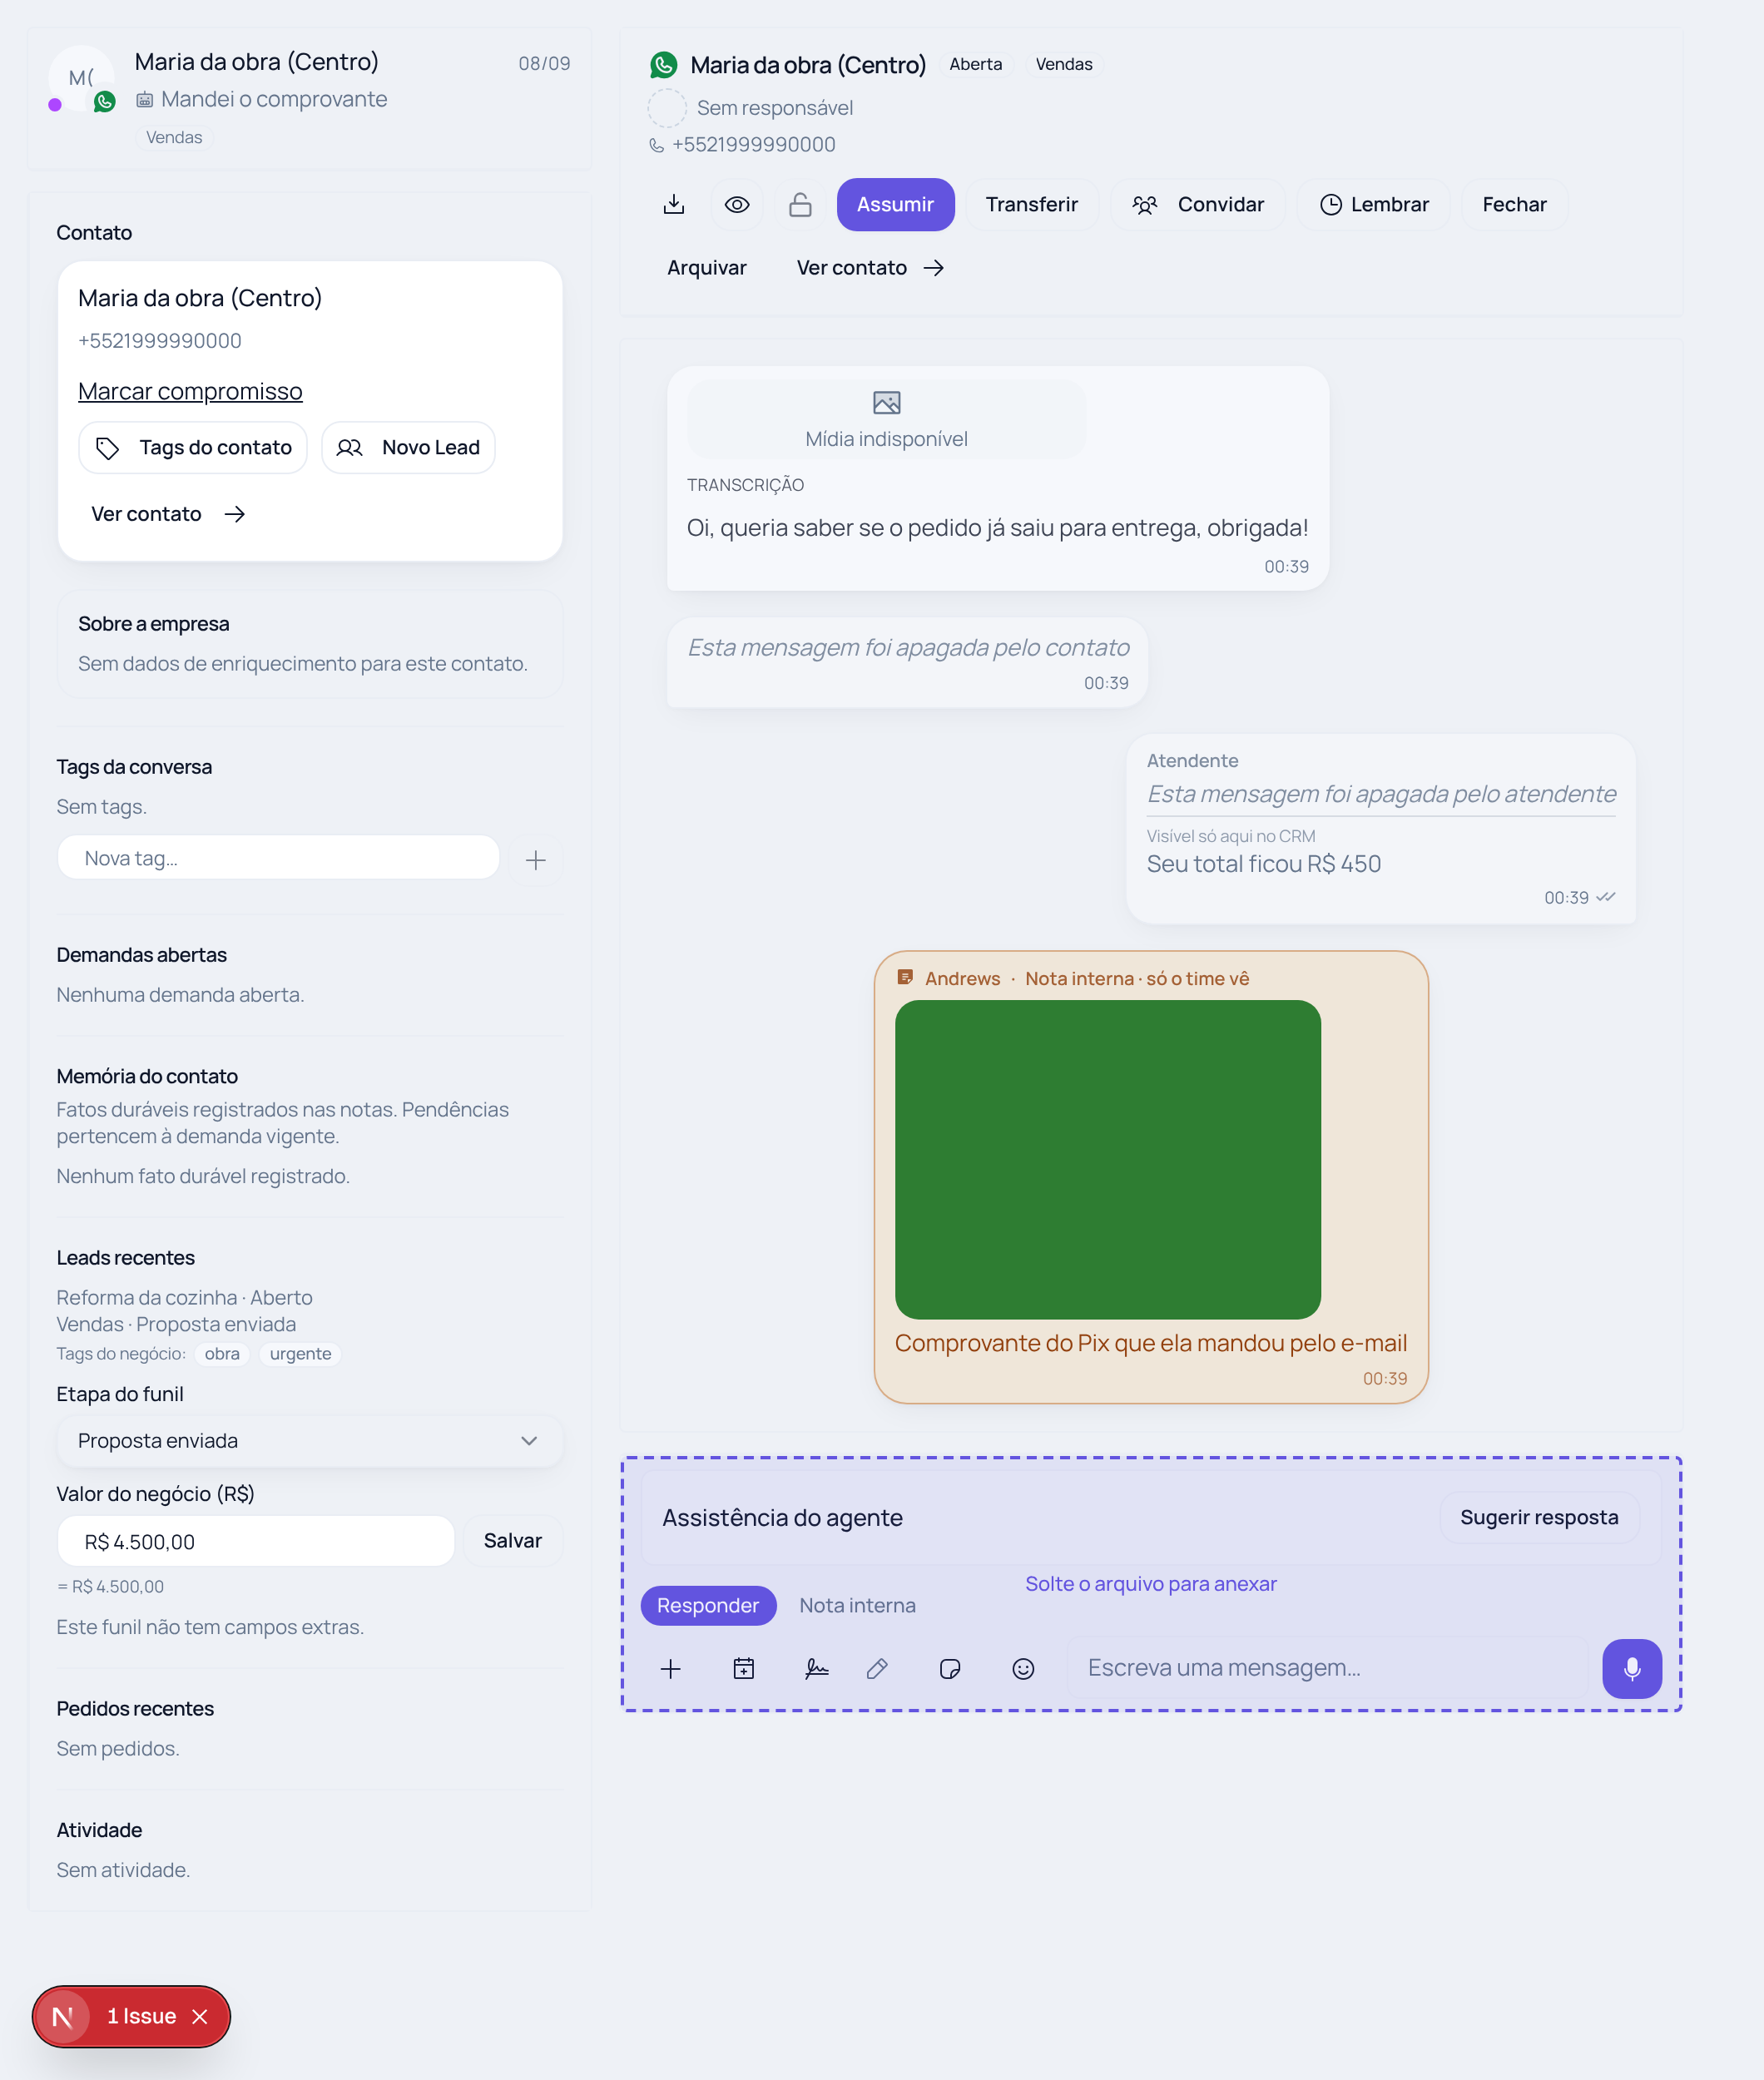 M(
Maria da obra (Centro)
08/09
Mandei o comprovante
Vendas
Contato
Maria da obra (Centro)
+5521999990000
Marcar compromisso
Tags do contato
Novo Lead
Ver contato
Sobre a empresa
Sem dados de enriquecimento para este contato.
Tags da conversa
Sem tags.
Nova tag...
Demandas abertas
Nenhuma demanda aberta.
Memória do contato
Fatos duráveis registrados nas notas. Pendências
pertencem à demanda vigente.
Nenhum fato durável registrado.
Leads recentes
Reforma da cozinha · Aberto
Vendas · Proposta enviada
Tags do negócio: obra urgente
Etapa do funil
Proposta enviada
Valor do negócio (R$)
R$ 4.500,00
Salvar
= R$ 4.500,00
Este funil não tem campos extras.
Pedidos recentes
Sem pedidos.
Atividade
Sem atividade.
1 Issue
Maria da obra (Centro)
Aberta
Vendas
Sem responsável
+5521999990000
Assumir
Transferir
Convidar
Lembrar
Fechar
Arquivar
Ver contato
Mídia indisponível
TRANSCRIÇÃO
Oi, queria saber se o pedido já saiu para entrega, obrigada!
00:39
Esta mensagem foi apagada pelo contato
00:39
Atendente
Esta mensagem foi apagada pelo atendente
Visível só aqui no CRM
Seu total ficou R$ 450
00:39
Andrews · Nota interna · só o time vê
Comprovante do Pix que ela mandou pelo e-mail
00:39
Assistência do agente
Sugerir resposta
Solte o arquivo para anexar
Responder
Nota interna
Escreva uma mensagem...